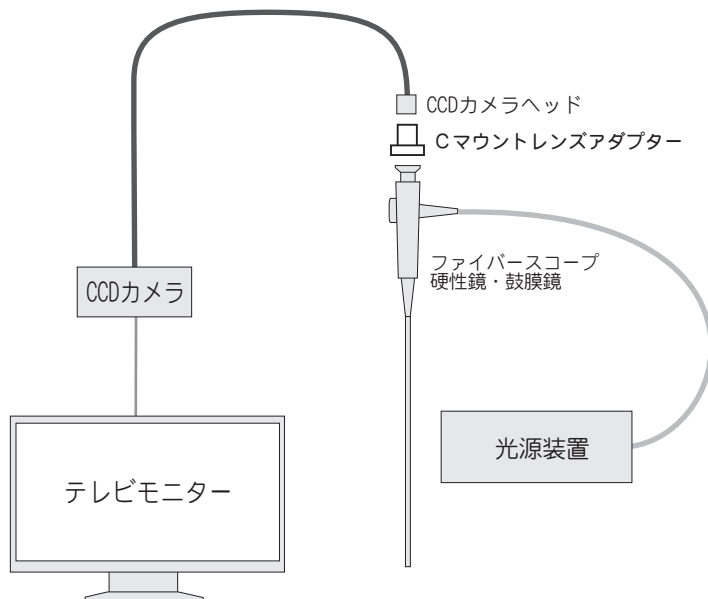 CCDカメラヘッド
Cマウントレンズアダプター
ファイバースコープ
硬性鏡・鼓膜鏡
CCDカメラ
光源装置
テレビモニター